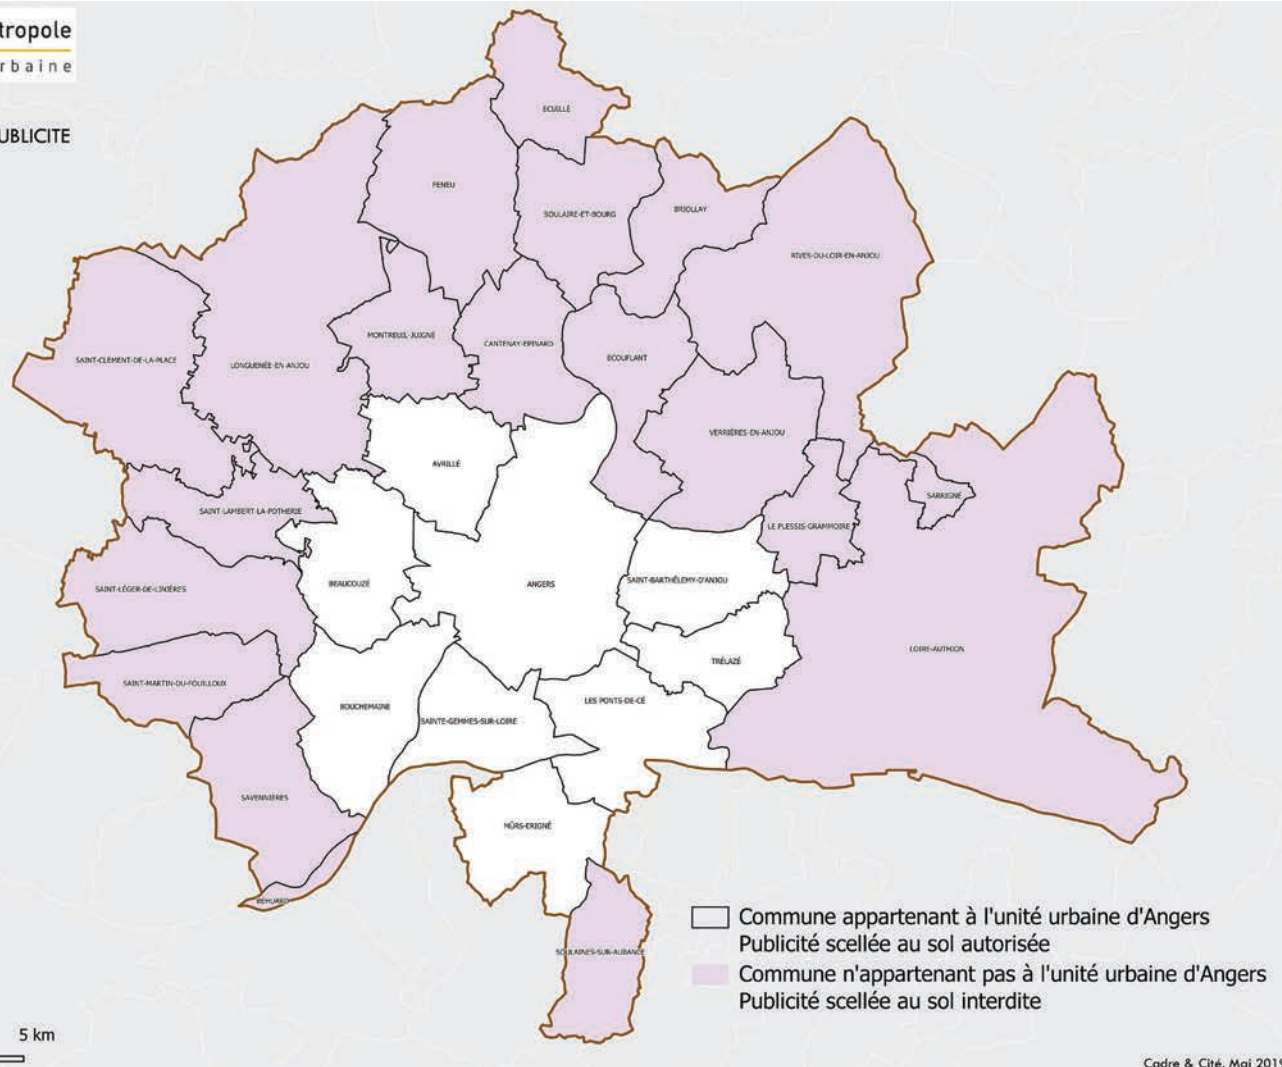 tropole
rbaine
UBLICITE
ECUILLÉ
FENEU
SOULAIRE-ET-BOURG
BRIOLLAY
RIVES-DU-LOIR-EN-ANJOU
MONTREUIL-JUIGNÉ
CANTENAY-EPINARD
ECOUFLANT
SAINT-CLÉMENT-DE-LA-PLACE
LONGUENÉE-EN-ANJOU
VERRIÈRES-EN-ANJOU
AVRILLÉ
SARRIGNÉ
SAINT-LAMBERT-LA-POTHERIE
LE PLESSIS-GRAMMOIRE
SAINT-LÉGER-DE-LINIÈRES
BEAUCOUZÉ
ANGERS
SAINT-BARTHÉLEMY-D'ANJOU
LOIRE-AUTHION
TRÉLAZÉ
SAINT-MARTIN-DU-FOUILLOUX
BOUCHEMAINE
SAINTE-GEMMES-SUR-LOIRE
LES PONTS-DE-CÉ
SAVENNIÈRES
MÛRS-ERIGNÉ
BÉHUARD
SOULAINES-SUR-AUBANCE
Commune appartenant à l'unité urbaine d'Angers
Publicité scellée au sol autorisée
Commune n'appartenant pas à l'unité urbaine d'Angers
Publicité scellée au sol interdite
5 km
Cadre & Cité, Mai 2019